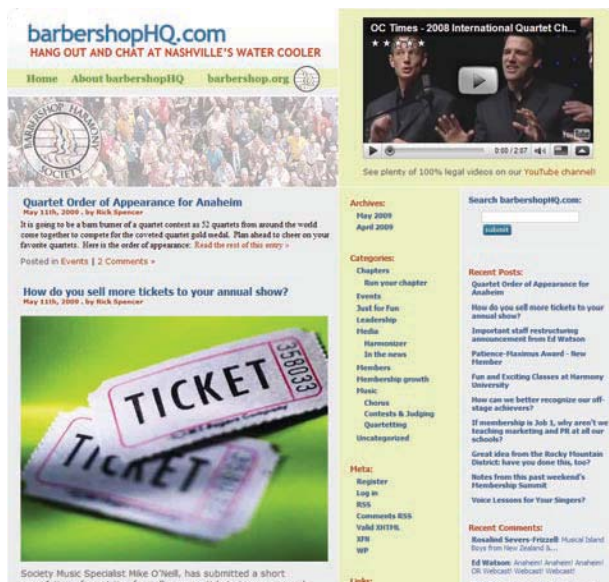 barbershopHQ.com
HANG OUT AND CHAT AT NASHVILLE'S WATER COOLER
Home About barbershopHQ barbershop.org
BARBERSHOP HARMONY
SOCIETY
OC Times - 2008 International Quartet Ch...
0:00 / 2:07
YouTube
See plenty of 100% legal videos on our YouTube channel!
Quartet Order of Appearance for Anaheim
May 11th, 2009 . by Rick Spencer
It is going to be a barn burner of a quartet contest as 52 quartets from around the world
come together to compete for the coveted quartet gold medal. Plan ahead to cheer on your
favorite quartets. Here is the order of appearance: Read the rest of this entry »
Posted in Events | 2 Comments »
How do you sell more tickets to your annual show?
May 11th, 2009 . by Rick Spencer
TICKET
358033
TICKET
Society Music Specialist Mike O'Neill, has submitted a short
Archives:
May 2009
April 2009
Categories:
Chapters
Run your chapter
Events
Just for Fun
Leadership
Media
Harmonizer
In the news
Members
Membership growth
Music
Chorus
Contests & Judging
Quartetting
Uncategorized
Meta:
Register
Log in
RSS
Comments RSS
Valid XHTML
XFN
WP
Links:
Search barbershopHQ.com:
submit
Recent Posts:
Quartet Order of Appearance for
Anaheim
How do you sell more tickets to your
annual show?
Important staff restructuring
announcement from Ed Watson
Patience-Maximus Award - New
Member
Fun and Exciting Classes at Harmony
University
How can we better recognize our off-
stage achievers?
If membership is Job 1, why aren't we
teaching marketing and PR at all our
schools?
Great idea from the Rocky Mountain
District: have you done this, too?
Notes from this past weekend's
Membership Summit
Voice Lessons for Your Singers?
Recent Comments:
Rosalind Severs-Frizzell: Musical Island
Boys from New Zealand &...
Ed Watson: Anaheim! Anaheim! Anaheim!
OR Webcast! Webcast! Webcast!